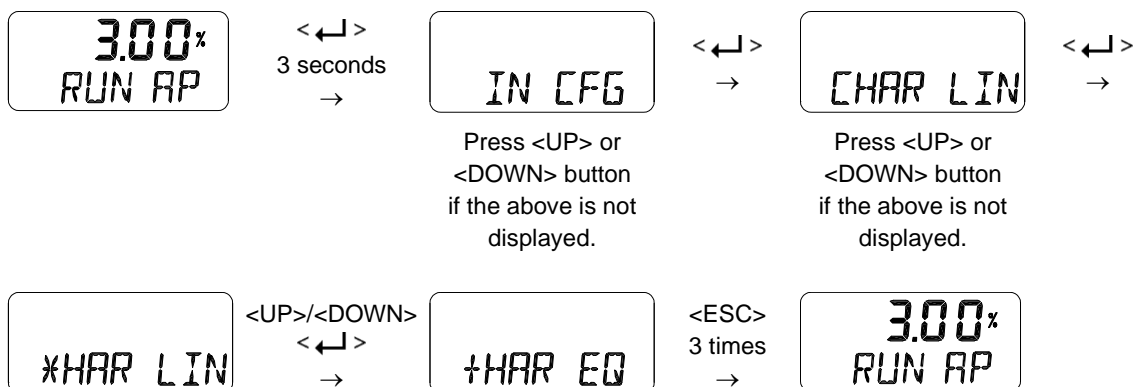 3.00%
RUN AP
<↵>
3 seconds
→
IN CFG
Press <UP> or
<DOWN> button
if the above is not
displayed.
<↵>
→
CHAR LIN
Press <UP> or
<DOWN> button
if the above is not
displayed.
<↵>
→
*HAR LIN
<UP>/<DOWN>
<↵>
→
+HAR EQ
<ESC>
3 times
→
3.00%
RUN AP